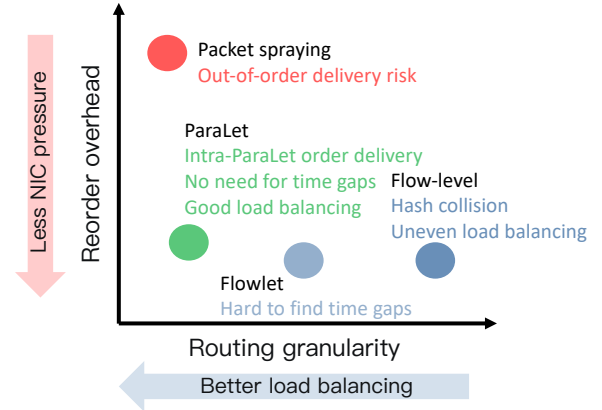 Packet spraying
Out-of-order delivery risk
Less NIC pressure
Reorder overhead
ParaLet
Intra-ParaLet order delivery
No need for time gaps
Good load balancing
Flow-level
Hash collision
Uneven load balancing
Flowlet
Hard to find time gaps
Routing granularity
Better load balancing